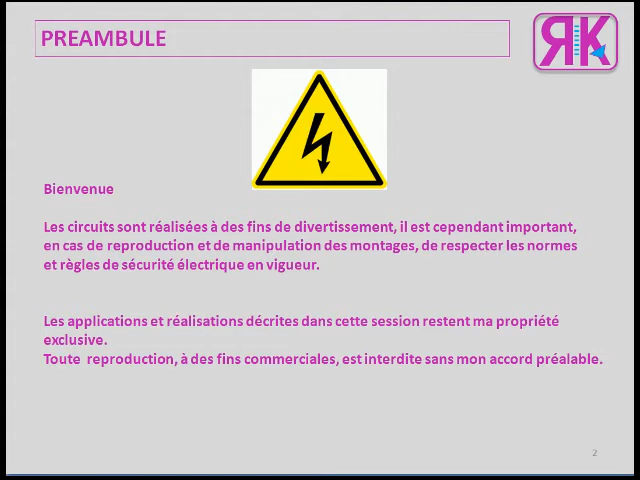 PREAMBULE
ЯK
Bienvenue
Les circuits sont réalisées à des fins de divertissement, il est cependant important,
en cas de reproduction et de manipulation des montages, de respecter les normes
et règles de sécurité électrique en vigueur.
Les applications et réalisations décrites dans cette session restent ma propriété
exclusive.
Toute  reproduction, à des fins commerciales, est interdite sans mon accord préalable.
2